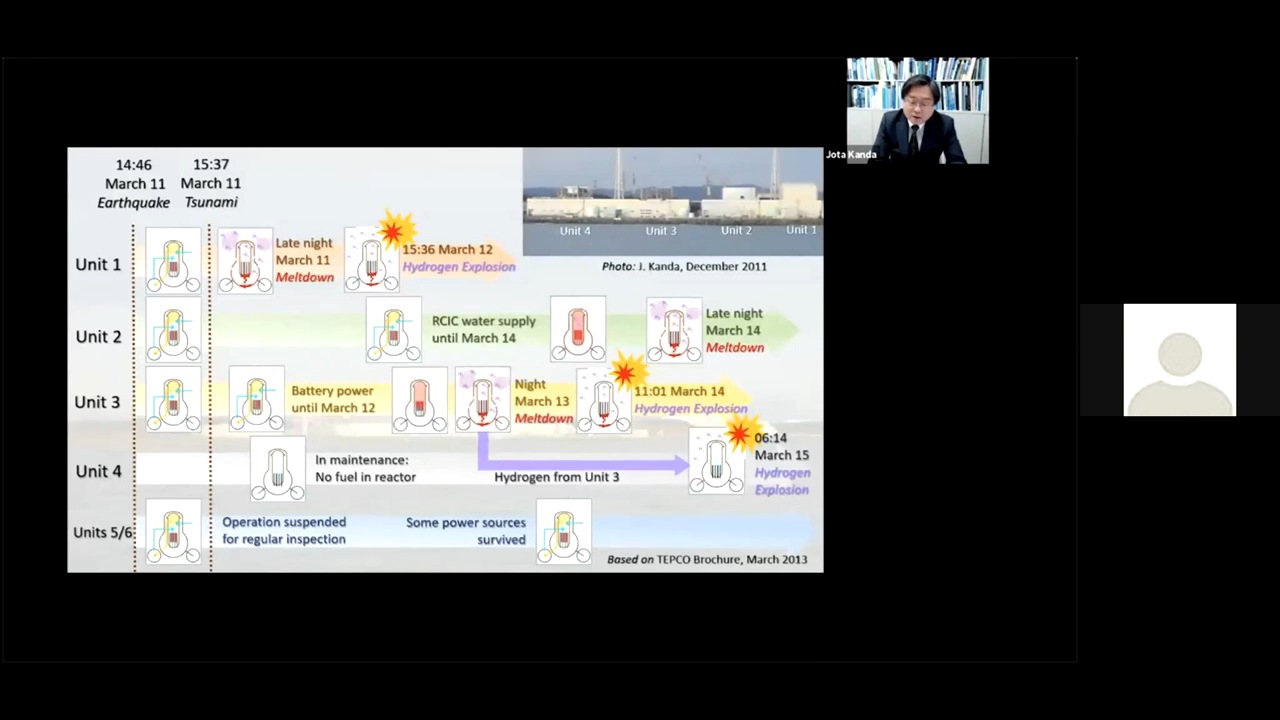 14:46
March 11
Earthquake
15:37
March 11
Tsunami
Jota Kanda
Unit 4
Unit 3
Unit 2
Unit 1
Photo: J. Kanda, December 2011
Unit 1
Late night
March 11
Meltdown
15:36 March 12
Hydrogen Explosion
Unit 2
RCIC water supply
until March 14
Late night
March 14
Meltdown
Unit 3
Battery power
until March 12
Night
March 13
Meltdown
11:01 March 14
Hydrogen Explosion
Unit 4
In maintenance:
No fuel in reactor
Hydrogen from Unit 3
06:14
March 15
Hydrogen
Explosion
Units 5/6
Operation suspended
for regular inspection
Some power sources
survived
Based on TEPCO Brochure, March 2013